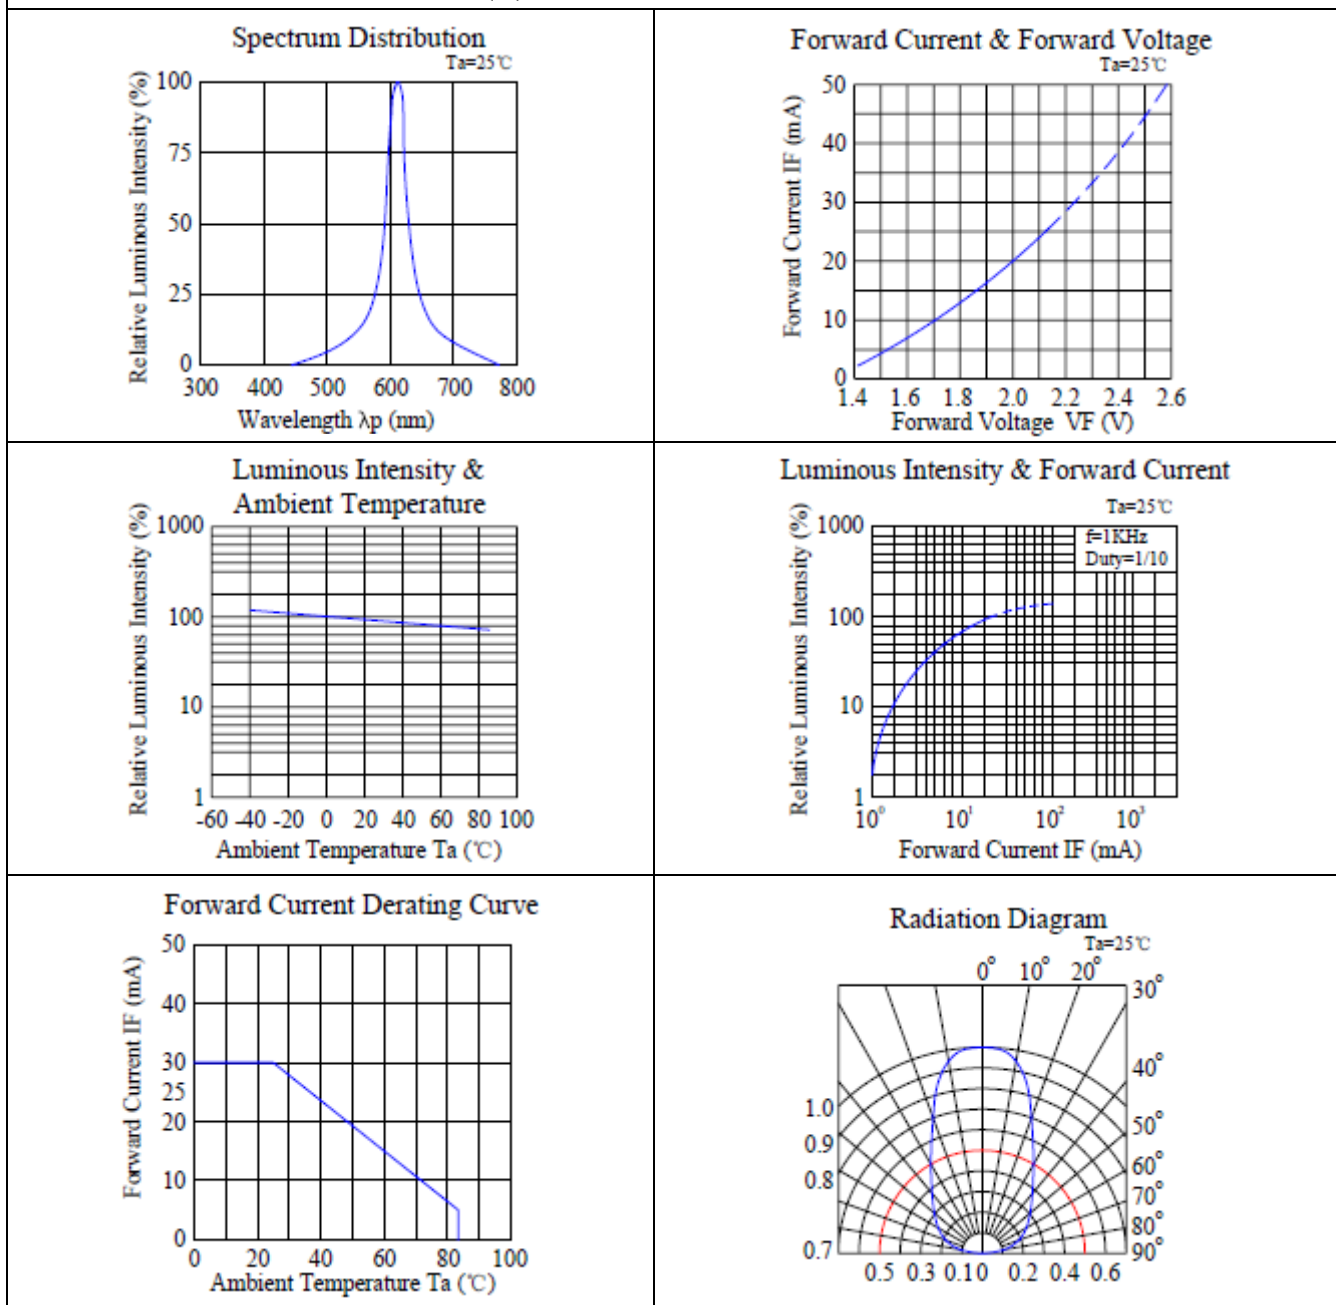 Spectrum Distribution
Ta=25℃
Relative Luminous Intensity (%)
100
75
50
25
0
300 400 500 600 700 800
Wavelength λp (nm)
Forward Current & Forward Voltage
Ta=25℃
Forward Current IF (mA)
50
40
30
20
10
0
1.4 1.6 1.8 2.0 2.2 2.4 2.6
Forward Voltage VF (V)
Luminous Intensity &
Ambient Temperature
Relative Luminous Intensity (%)
1000
100
10
1
-60 -40 -20 0 20 40 60 80 100
Ambient Temperature Ta (℃)
Luminous Intensity & Forward Current
Ta=25℃
f=1KHz
Duty=1/10
Relative Luminous Intensity (%)
1000
100
10
1
10⁰ 10¹ 10² 10³
Forward Current IF (mA)
Forward Current Derating Curve
Forward Current IF (mA)
50
40
30
25
20
10
0
0 20 40 60 80 100
Ambient Temperature Ta (℃)
Radiation Diagram
Ta=25℃
0° 10° 20°
30°
40°
50°
60°
70°
80°
90°
1.0
0.9
0.8
0.7
0.5 0.3 0.1 0 0.2 0.4 0.6